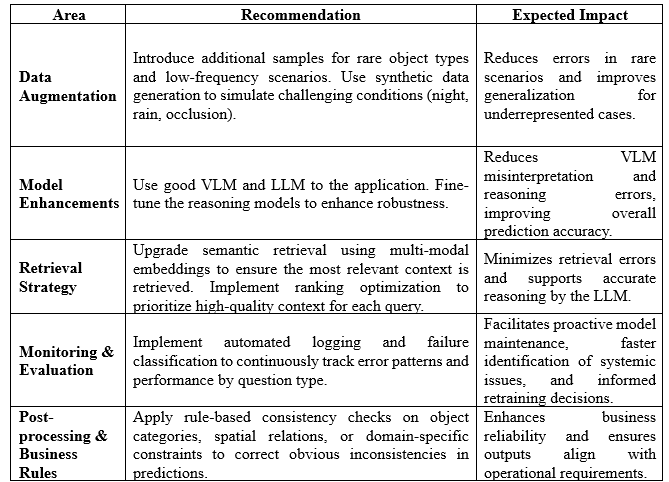 Area Recommendation Expected Impact
Data
Augmentation
Introduce additional samples for rare object types
and low-frequency scenarios. Use synthetic data
generation to simulate challenging conditions (night,
rain, occlusion).
Reduces errors in rare
scenarios and improves
generalization for
underrepresented cases.
Model
Enhancements
Use good VLM and LLM to the application. Fine-
tune the reasoning models to enhance robustness.
Reduces VLM
misinterpretation and
reasoning errors,
improving overall
prediction accuracy.
Retrieval
Strategy
Upgrade semantic retrieval using multi-modal
embeddings to ensure the most relevant context is
retrieved. Implement ranking optimization to
prioritize high-quality context for each query.
Minimizes retrieval errors
and supports accurate
reasoning by the LLM.
Monitoring &
Evaluation
Implement automated logging and failure
classification to continuously track error patterns and
performance by question type.
Facilitates proactive model
maintenance, faster
identification of systemic
issues, and informed
retraining decisions.
Post-
processing &
Business
Rules
Apply rule-based consistency checks on object
categories, spatial relations, or domain-specific
constraints to correct obvious inconsistencies in
predictions.
Enhances business
reliability and ensures
outputs align with
operational requirements.